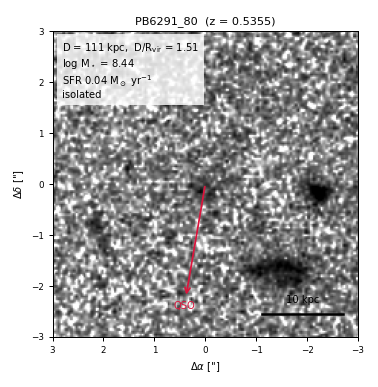 PB6291_80 (z = 0.5355)
D = 111 kpc, D/Rvir = 1.51
log M⋆ = 8.44
SFR 0.04 M⊙ yr⁻¹
isolated
3
2
1
0
−1
−2
−3
Δδ ["]
QSO
10 kpc
3 2 1 0 −1 −2 −3
Δα ["]